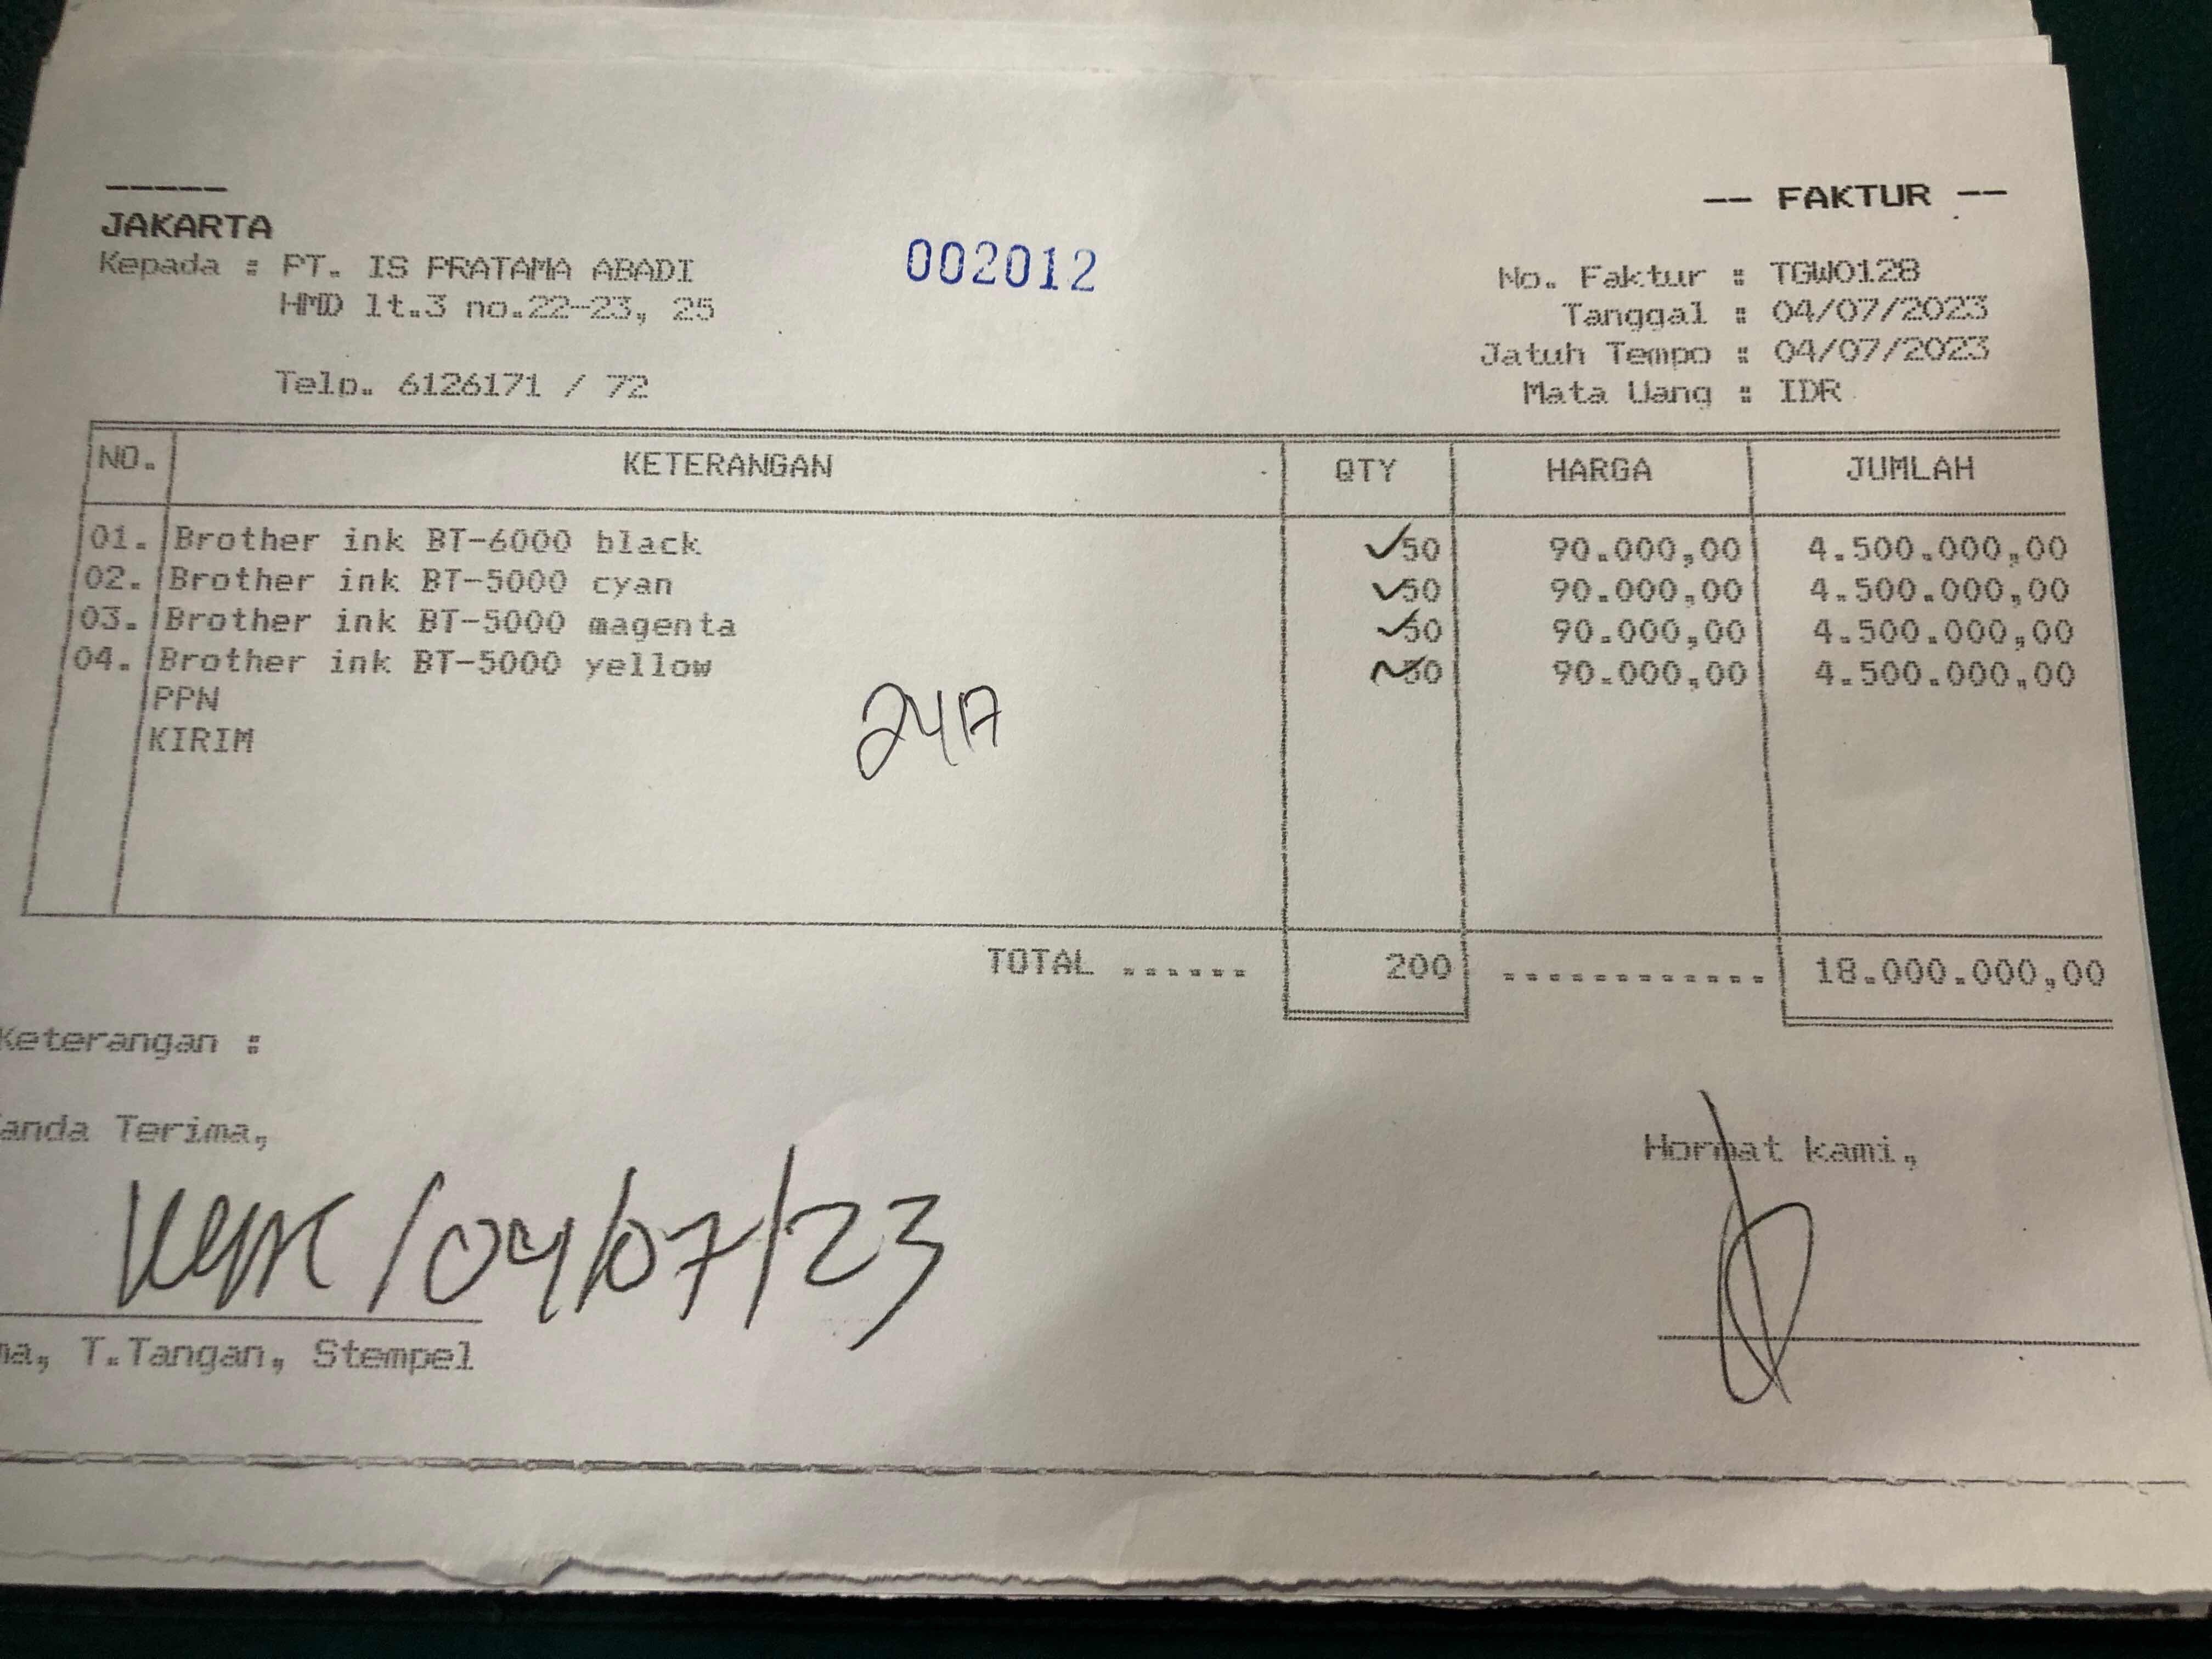 -----
JAKARTA
-- FAKTUR --
Kepada : PT. IS PRATAMA ABADI
HMD lt.3 no.22-23, 25
Telp. 6126171 / 72
002012
No. Faktur : TGW0128
Tanggal : 04/07/2023
Jatuh Tempo : 04/07/2023
Mata Uang : IDR
NO. KETERANGAN QTY HARGA JUMLAH
01. Brother ink BT-6000 black 50 90.000,00 4.500.000,00
02. Brother ink BT-5000 cyan 50 90.000,00 4.500.000,00
03. Brother ink BT-5000 magenta 50 90.000,00 4.500.000,00
04. Brother ink BT-5000 yellow 50 90.000,00 4.500.000,00
PPN
KIRIM
TOTAL ...... 200 ............ 18.000.000,00
Keterangan :
anda Terima,
Hormat kami,
/04/07/23
ma, T.Tangan, Stempel